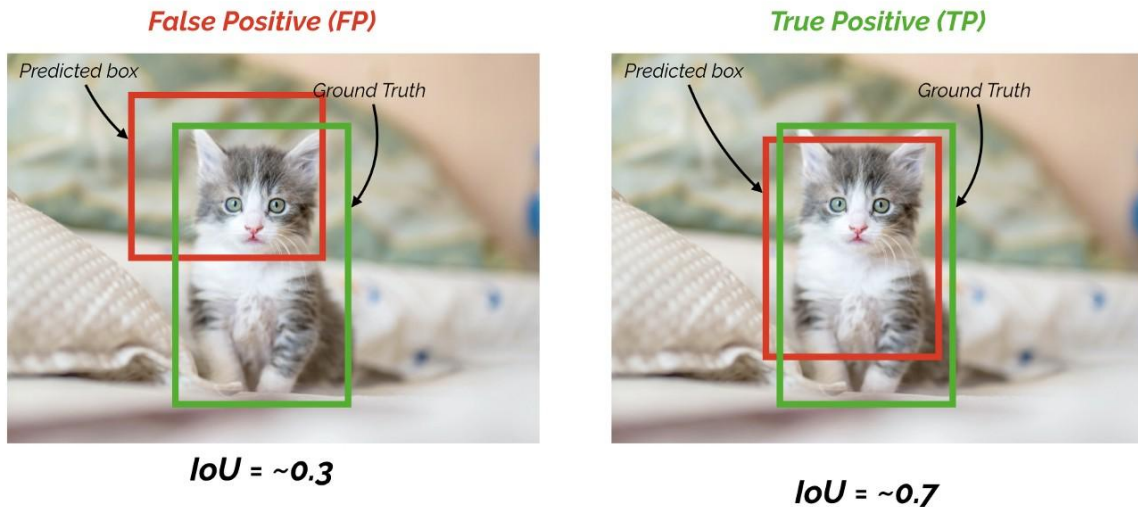 False Positive (FP)
Predicted box
Ground Truth
IoU = ~0.3
True Positive (TP)
Predicted box
Ground Truth
IoU = ~0.7